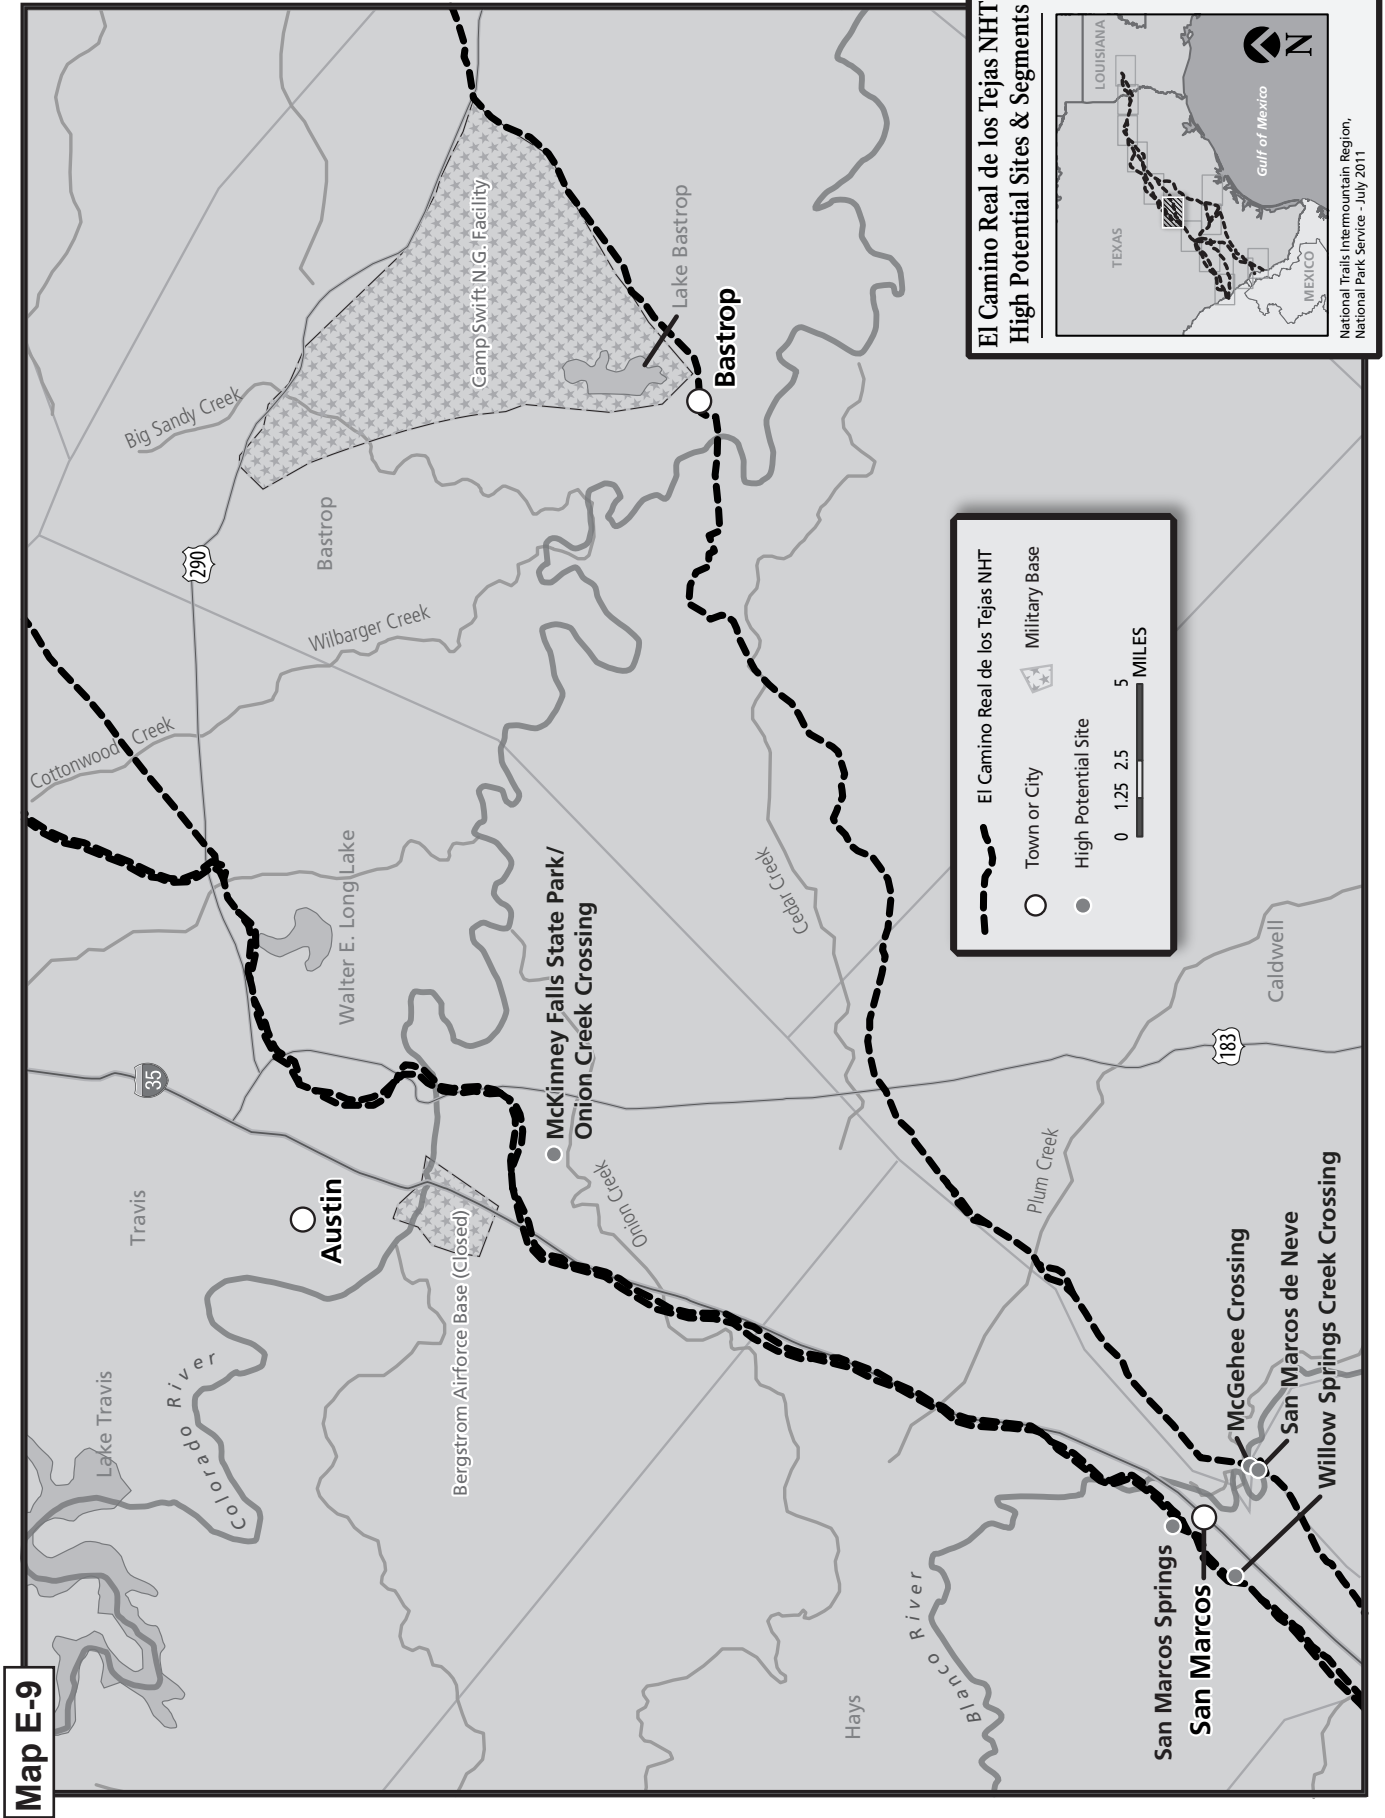 Map E-9
Lake Travis
Colorado River
Travis
Austin
35
Cottonwood Creek
290
Big Sandy Creek
Wilbarger Creek
Bastrop
Walter E. Long Lake
Camp Swift N.G. Facility
Lake Bastrop
Bastrop
Bergstrom Airforce Base (Closed)
McKinney Falls State Park/
Onion Creek Crossing
Onion Creek
Cedar Creek
Hays
Blanco River
Plum Creek
183
Caldwell
San Marcos Springs
San Marcos
McGehee Crossing
San Marcos de Neve
Willow Springs Creek Crossing
El Camino Real de los Tejas NHT
Town or City
Military Base
High Potential Site
0 1.25 2.5 5
MILES
El Camino Real de los Tejas NHT
High Potential Sites & Segments
TEXAS
LOUISIANA
MEXICO
Gulf of Mexico
N
National Trails Intermountain Region,
National Park Service - July 2011